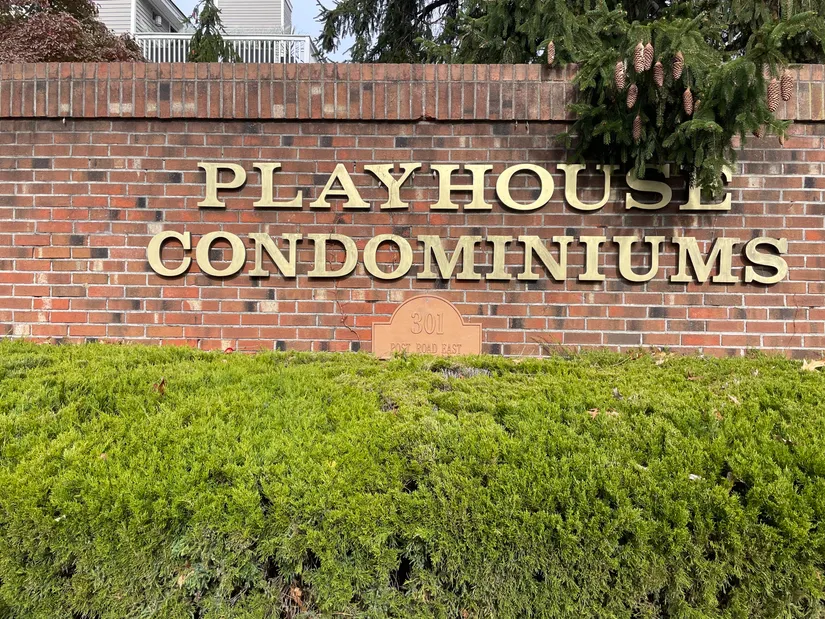 PLAYHOUSE
CONDOMINIUMS
301
POST ROAD EAST